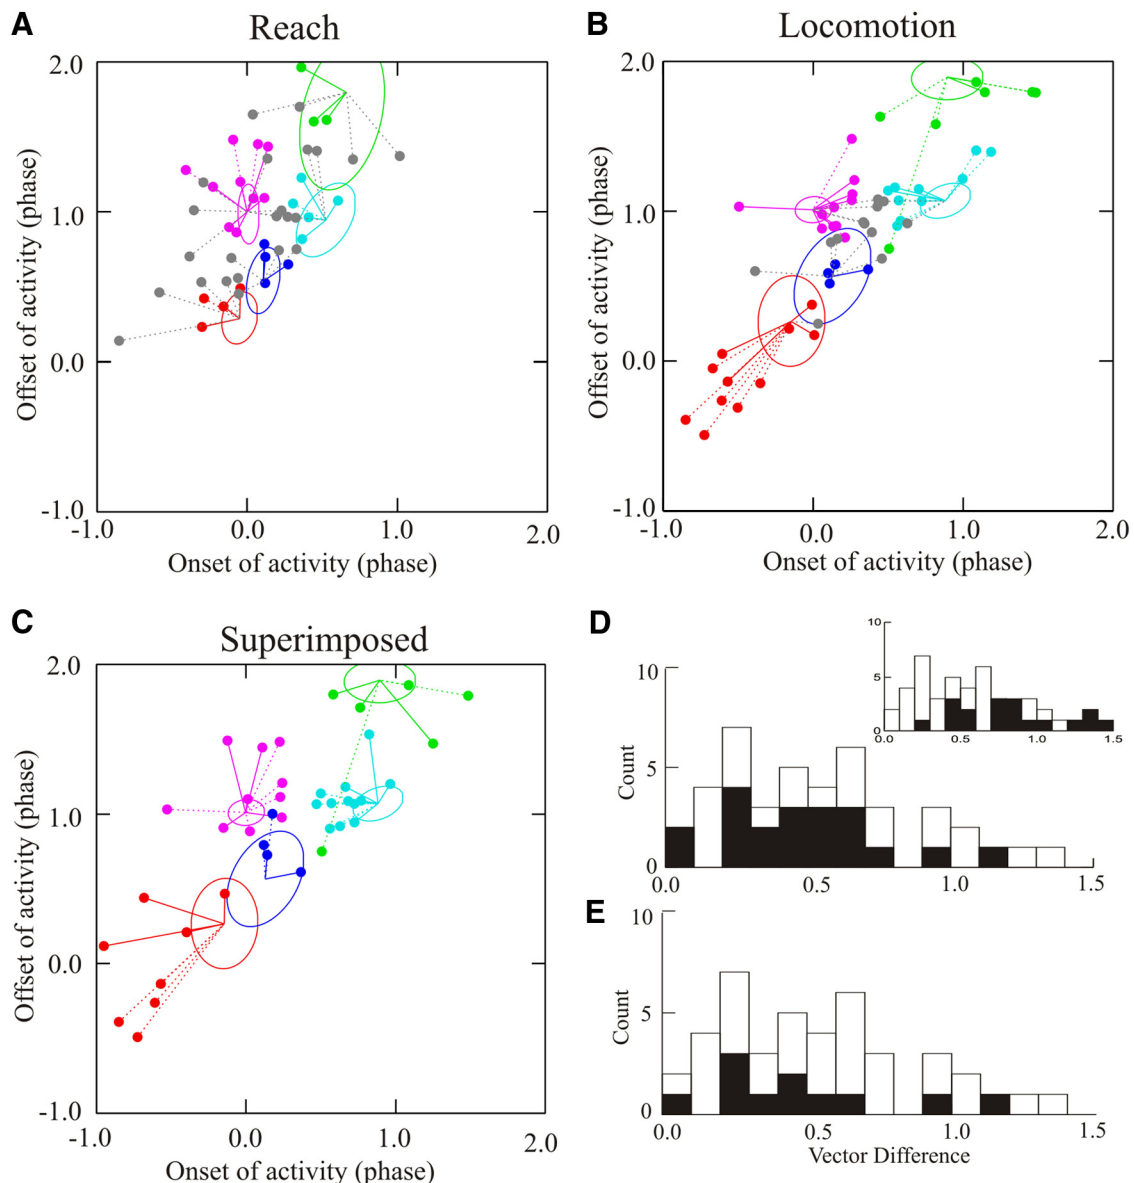 A
Reach
2.0
1.0
0.0
-1.0
-1.0
0.0
1.0
2.0
Offset of activity (phase)
Onset of activity (phase)
B
Locomotion
2.0
1.0
0.0
-1.0
-1.0
0.0
1.0
2.0
Offset of activity (phase)
Onset of activity (phase)
C
Superimposed
2.0
1.0
0.0
-1.0
-1.0
0.0
1.0
2.0
Offset of activity (phase)
Onset of activity (phase)
D
10
5
0
0.0
0.5
1.0
1.5
Count
10
5
0
0.0
0.5
1.0
1.5
E
10
5
0
0.0
0.5
1.0
1.5
Count
Vector Difference